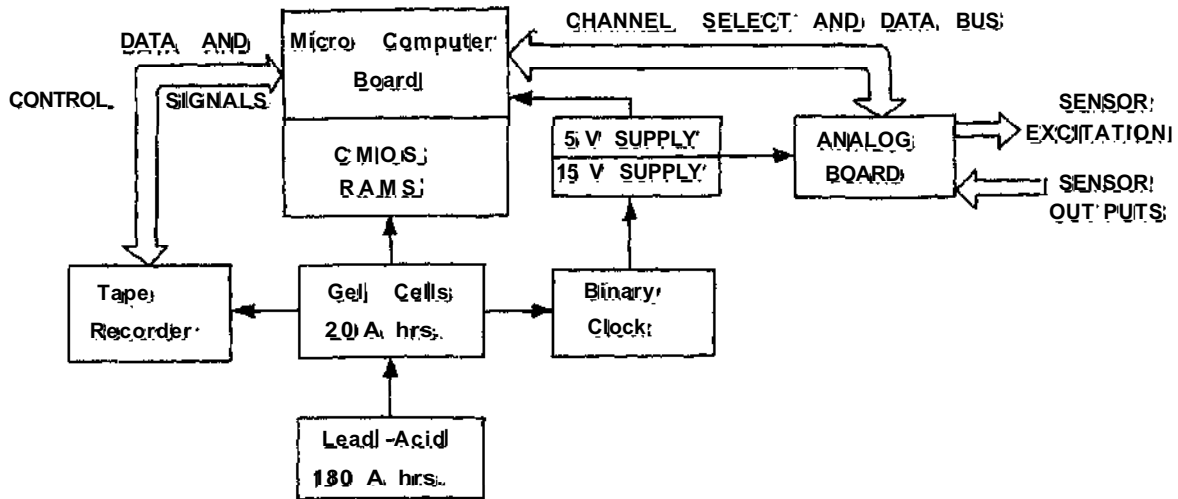 CHANNEL SELECT AND DATA BUS
DATA AND
CONTROL SIGNALS
Micro Computer
Board
CMOS
RAMS
5 V SUPPLY
15 V SUPPLY
ANALOG
BOARD
SENSOR
EXCITATION
SENSOR
OUTPUTS
Tape
Recorder
Gel Cells
20 A. hrs.
Binary
Clock
Lead-Acid
180 A. hrs.